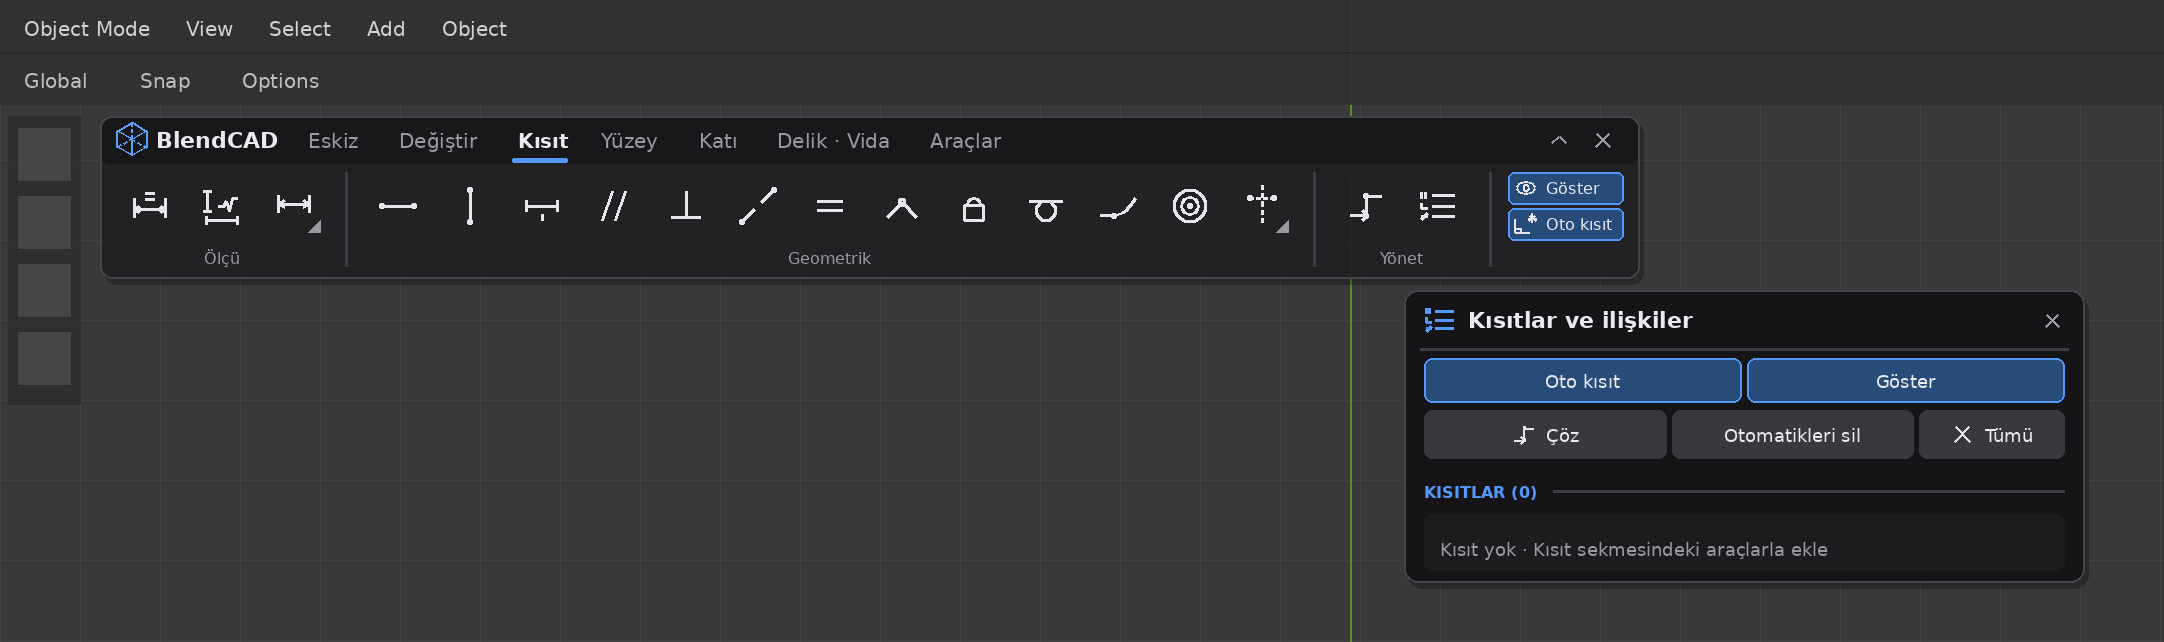 Object Mode View Select Add Object
Global Snap Options
BlendCAD Eskiz Değiştir Kısıt Yüzey Katı Delik · Vida Araçlar
Göster
Oto kısıt
Ölçü Geometrik Yönet
Kısıtlar ve ilişkiler
Oto kısıt Göster
Çöz Otomatikleri sil Tümü
KISITLAR (0)
Kısıt yok · Kısıt sekmesindeki araçlarla ekle